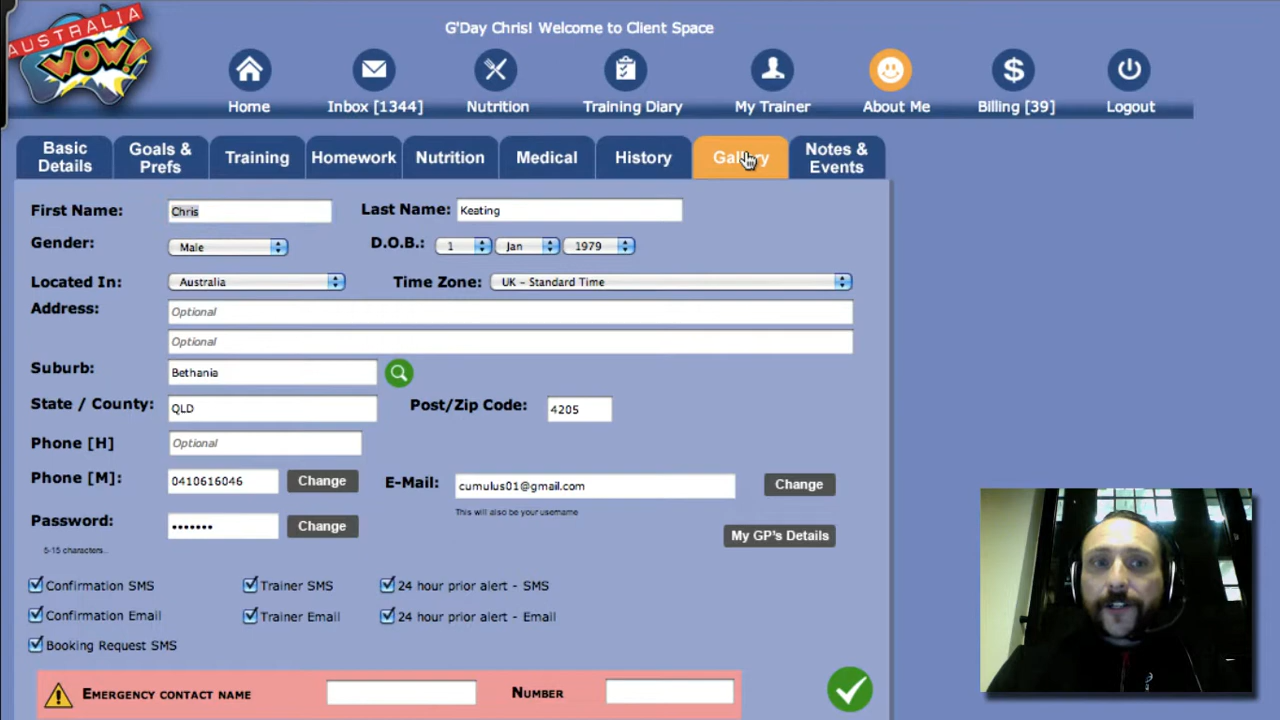 AUSTRALIA
WOW!
G'Day Chris! Welcome to Client Space
Home
Inbox [1344]
Nutrition
Training Diary
My Trainer
About Me
Billing [39]
Logout
Basic Details
Goals & Prefs
Training
Homework
Nutrition
Medical
History
Gallery
Notes & Events
First Name: Chris
Last Name: Keating
Gender: Male
D.O.B.: 1 Jan 1979
Located In: Australia
Time Zone: UK – Standard Time
Address: Optional
Optional
Suburb: Bethania
State / County: QLD
Post/Zip Code: 4205
Phone [H] Optional
Phone [M]: 0410616046 Change
E-Mail: cumulus01@gmail.com Change
This will also be your username
Password: ••••••• Change
My GP's Details
5-15 characters..
Confirmation SMS
Trainer SMS
24 hour prior alert - SMS
Confirmation Email
Trainer Email
24 hour prior alert - Email
Booking Request SMS
EMERGENCY CONTACT NAME
NUMBER